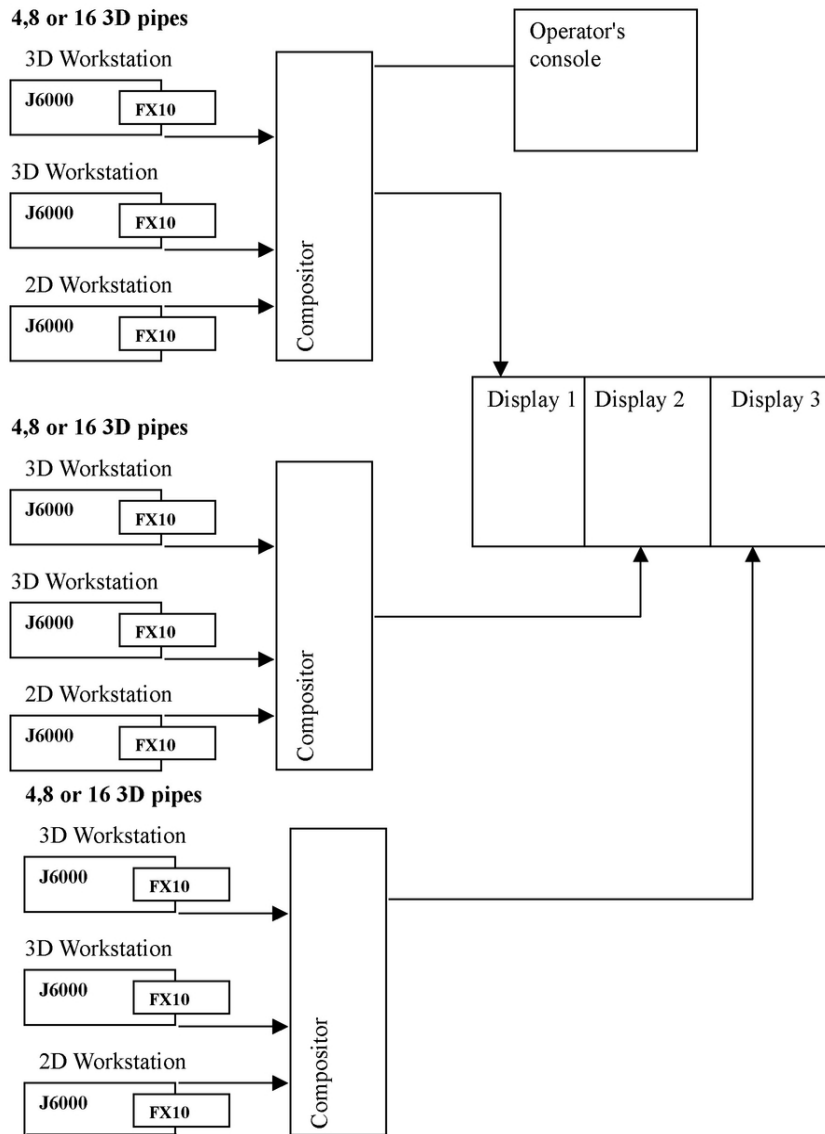 4,8 or 16 3D pipes
3D Workstation
J6000
FX10
3D Workstation
J6000
FX10
2D Workstation
J6000
FX10
Compositor
Operator's
console
Display 1
Display 2
Display 3
4,8 or 16 3D pipes
3D Workstation
J6000
FX10
3D Workstation
J6000
FX10
2D Workstation
J6000
FX10
Compositor
4,8 or 16 3D pipes
3D Workstation
J6000
FX10
3D Workstation
J6000
FX10
2D Workstation
J6000
FX10
Compositor